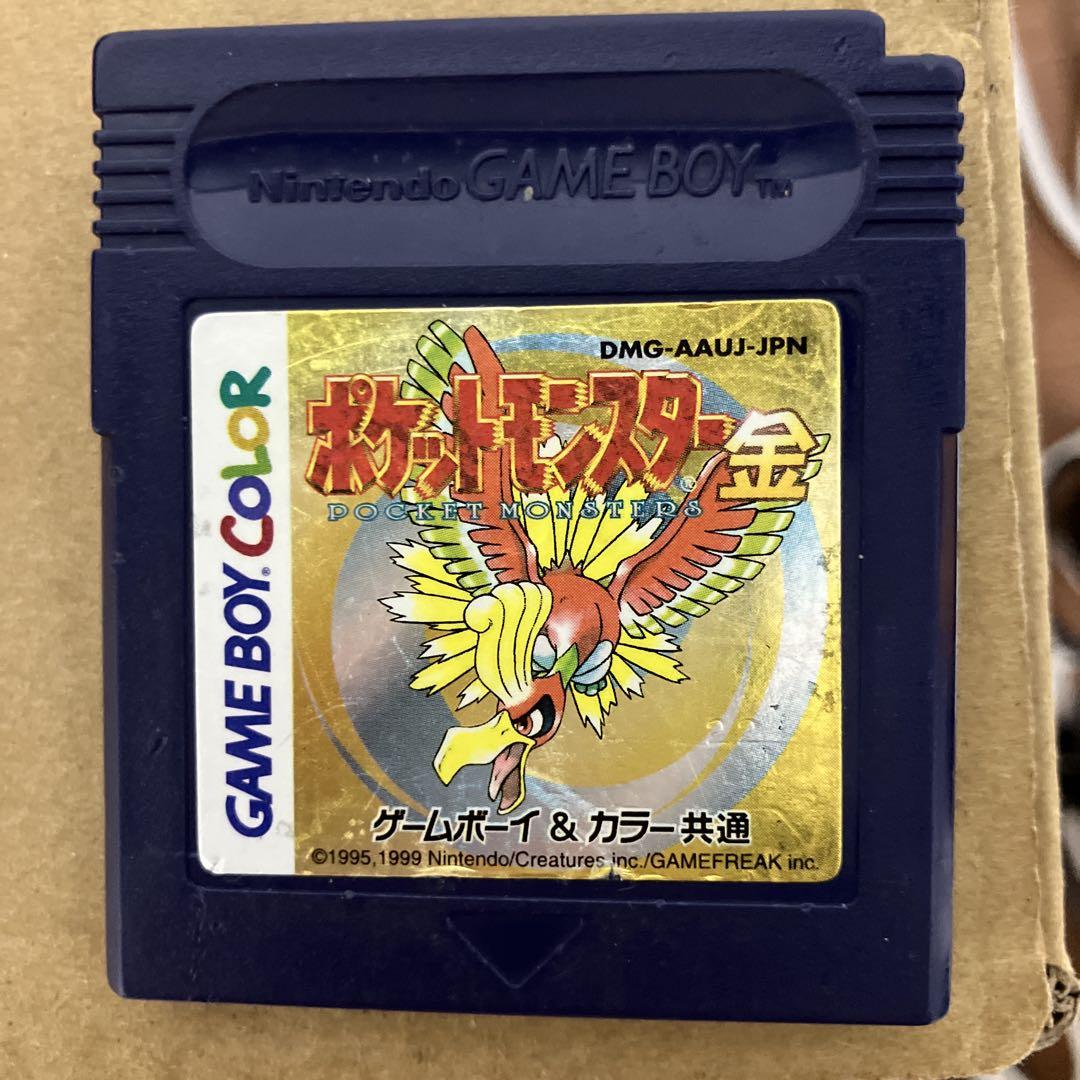 Nintendo GAME BOY™
DMG-AAUJ-JPN
ポケットモンスター金
POCKET MONSTERS
GAME BOY® COLOR
ゲームボーイ & カラー共通
©1995,1999 Nintendo/Creatures inc./GAMEFREAK inc.